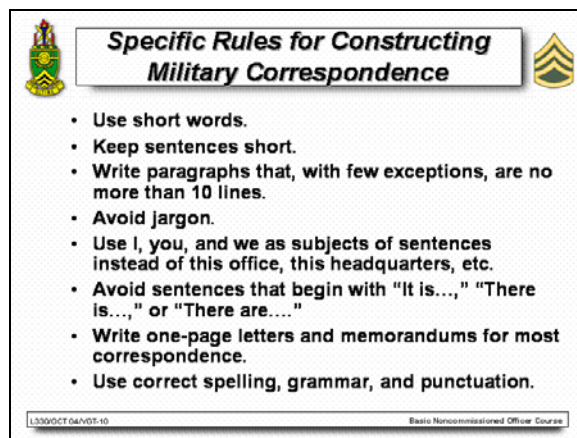 Specific Rules for Constructing
Military Correspondence
• Use short words.
• Keep sentences short.
• Write paragraphs that, with few exceptions, are no
more than 10 lines.
• Avoid jargon.
• Use I, you, and we as subjects of sentences
instead of this office, this headquarters, etc.
• Avoid sentences that begin with “It is…,” “There
is…,” or “There are….”
• Write one-page letters and memorandums for most
correspondence.
• Use correct spelling, grammar, and punctuation.
L330/OCT 04/VGT-10
Basic Noncommissioned Officer Course